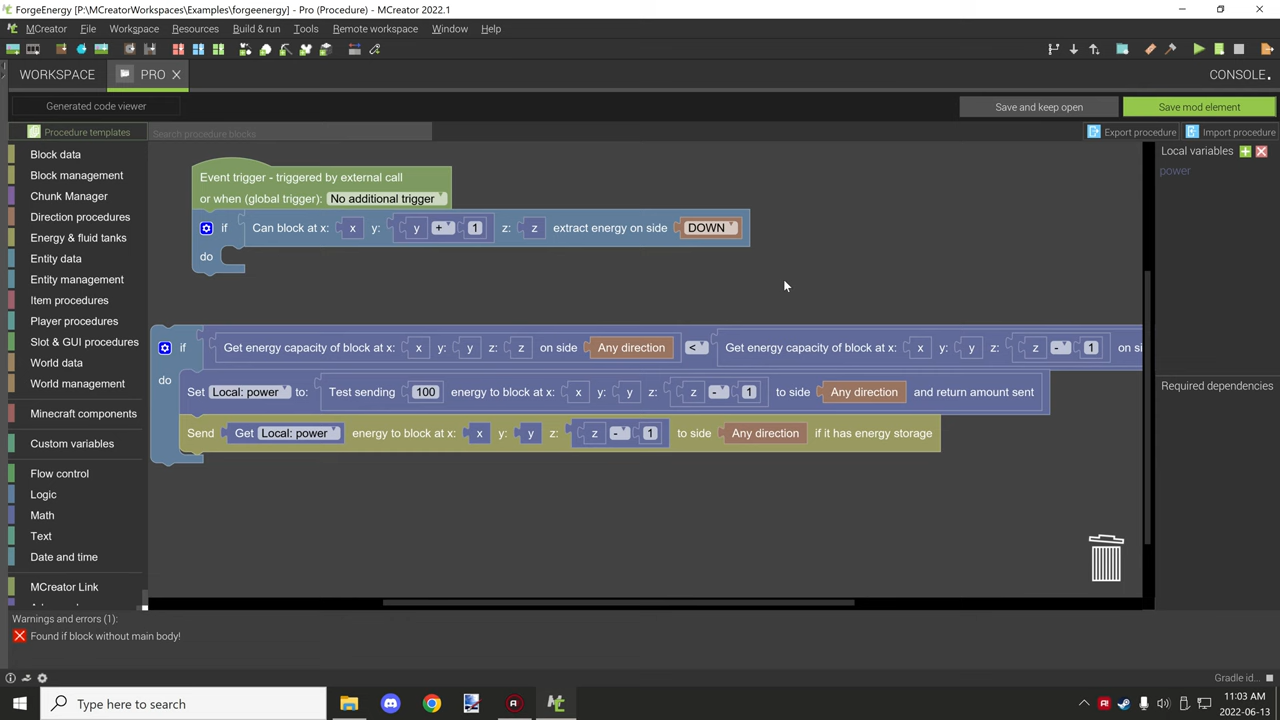 ForgeEnergy [P:\MCreatorWorkspaces\Examples\forgeenergy] - Pro (Procedure) - MCreator 2022.1
MCreator File Workspace Resources Build & run Tools Remote workspace Window Help
WORKSPACE PRO X CONSOLE
Generated code viewer Save and keep open Save mod element
Procedure templates Search procedure blocks Export procedure Import procedure
Block data
Block management
Chunk Manager
Direction procedures
Energy & fluid tanks
Entity data
Entity management
Item procedures
Player procedures
Slot & GUI procedures
World data
World management
Minecraft components
Custom variables
Flow control
Logic
Math
Text
Date and time
MCreator Link
Event trigger - triggered by external call
or when (global trigger): No additional trigger
if Can block at x: x y: y + 1 z: z extract energy on side DOWN
do
if Get energy capacity of block at x: x y: y z: z on side Any direction < Get energy capacity of block at x: x y: y z: z - 1 on si
do
Set Local: power to: Test sending 100 energy to block at x: x y: y z: z - 1 to side Any direction and return amount sent
Send Get Local: power energy to block at x: x y: y z: z - 1 to side Any direction if it has energy storage
Local variables
power
Required dependencies
Warnings and errors (1):
Found if block without main body!
Gradle id...
Type here to search
11:03 AM
2022-06-13